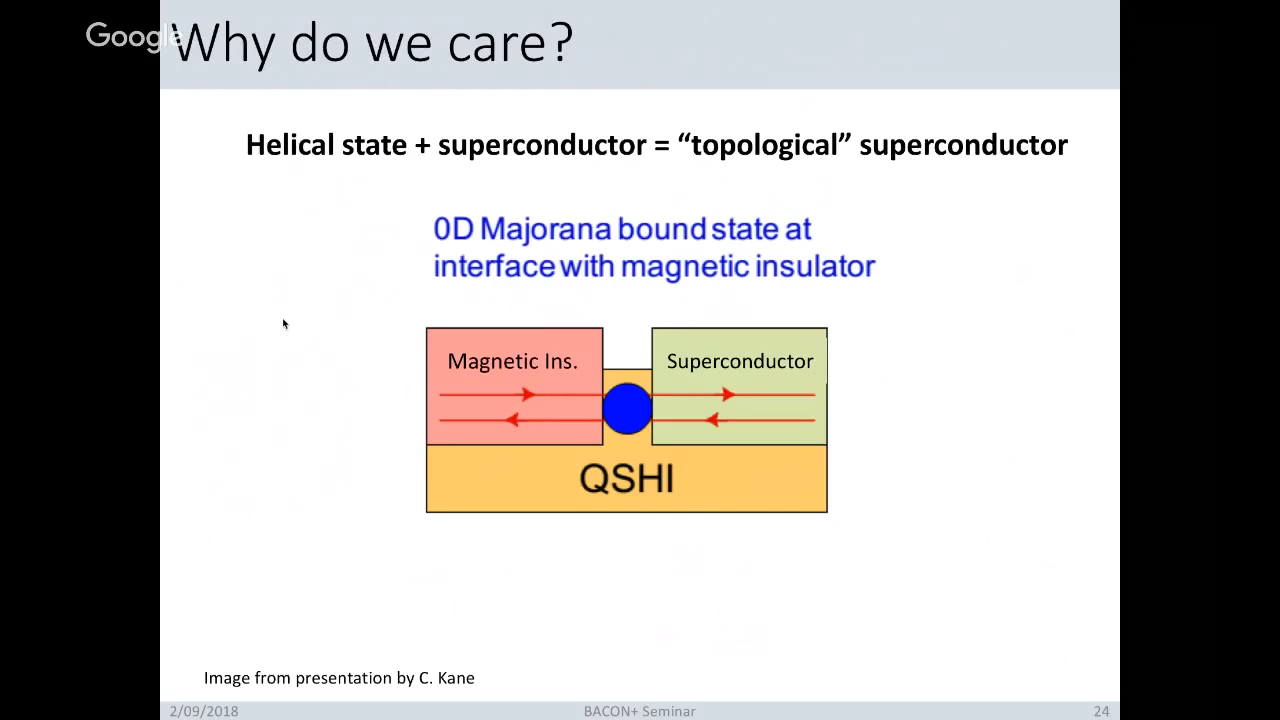 Google
Why do we care?
Helical state + superconductor = “topological” superconductor
0D Majorana bound state at
interface with magnetic insulator
Magnetic Ins.
Superconductor
QSHI
Image from presentation by C. Kane
2/09/2018
BACON+ Seminar
24